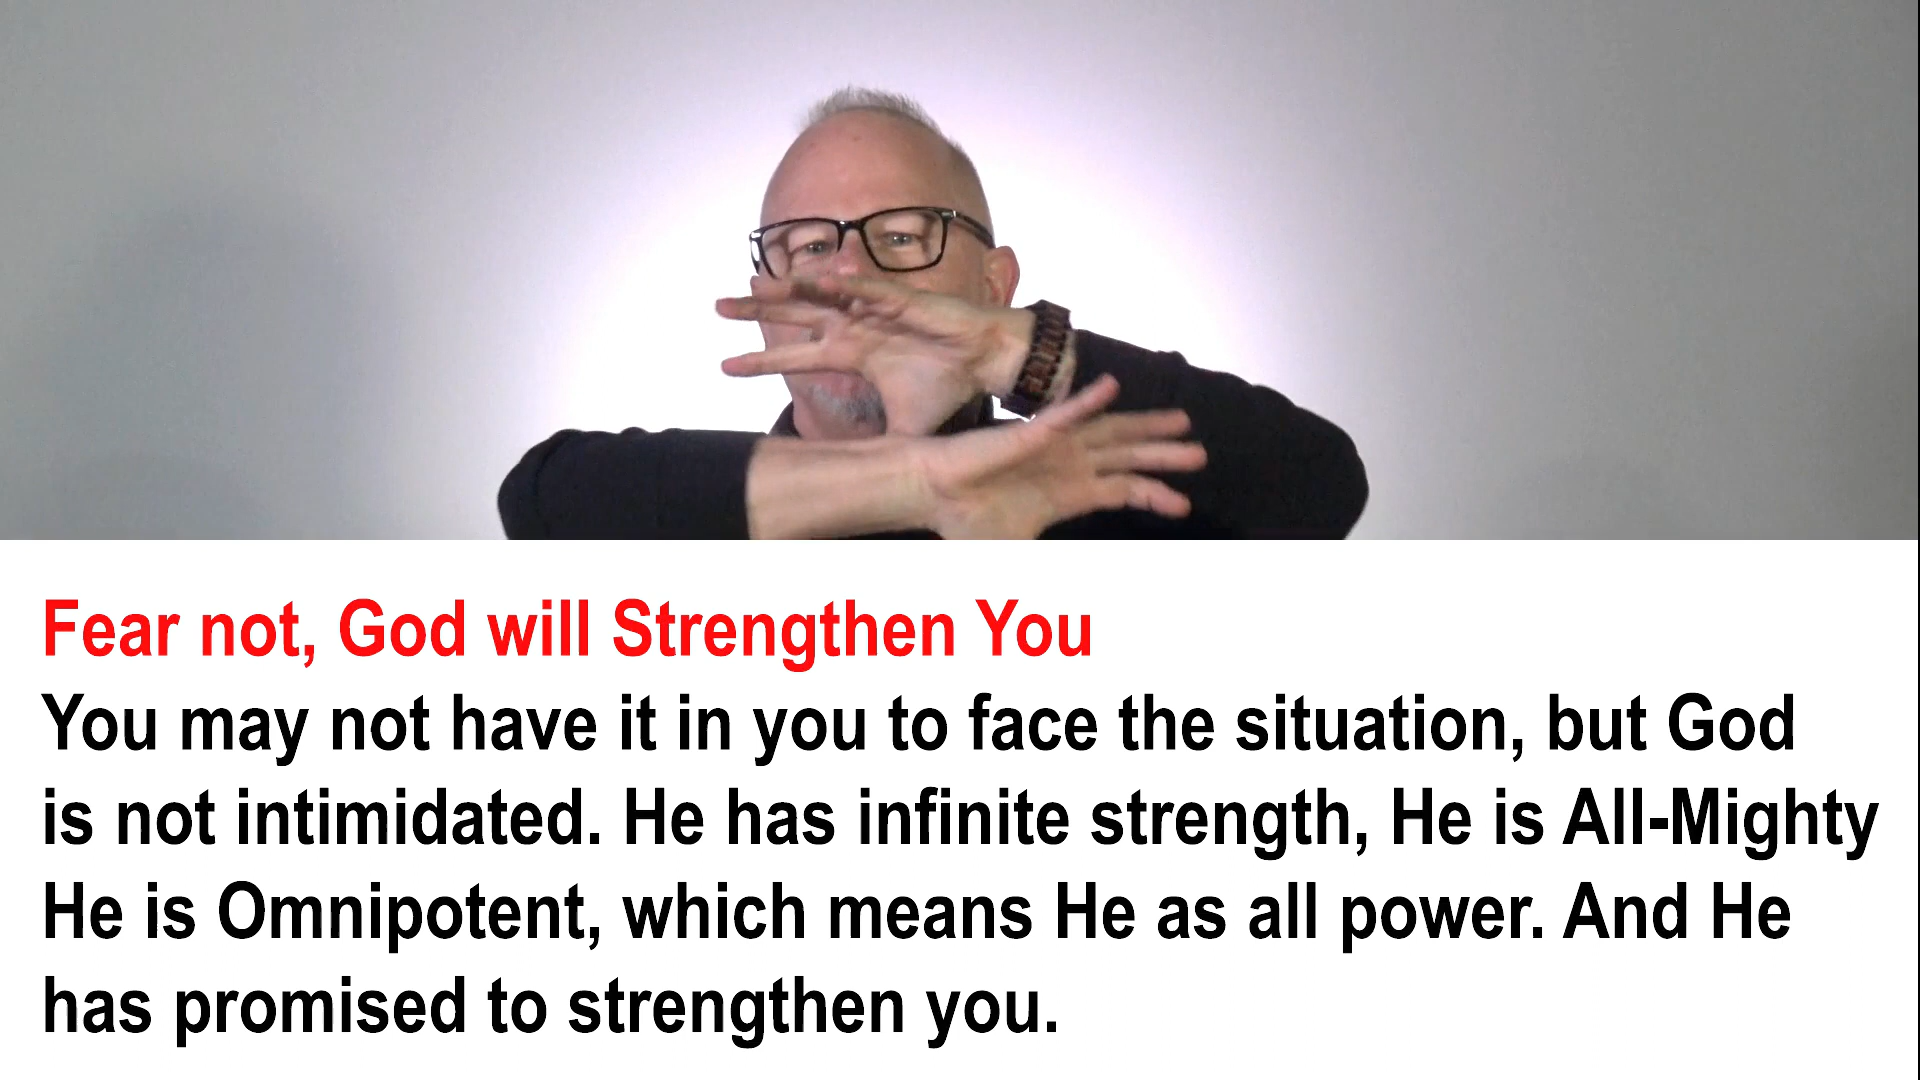 Fear not, God will Strengthen You
You may not have it in you to face the situation, but God
is not intimidated. He has infinite strength, He is All-Mighty
He is Omnipotent, which means He as all power. And He
has promised to strengthen you.